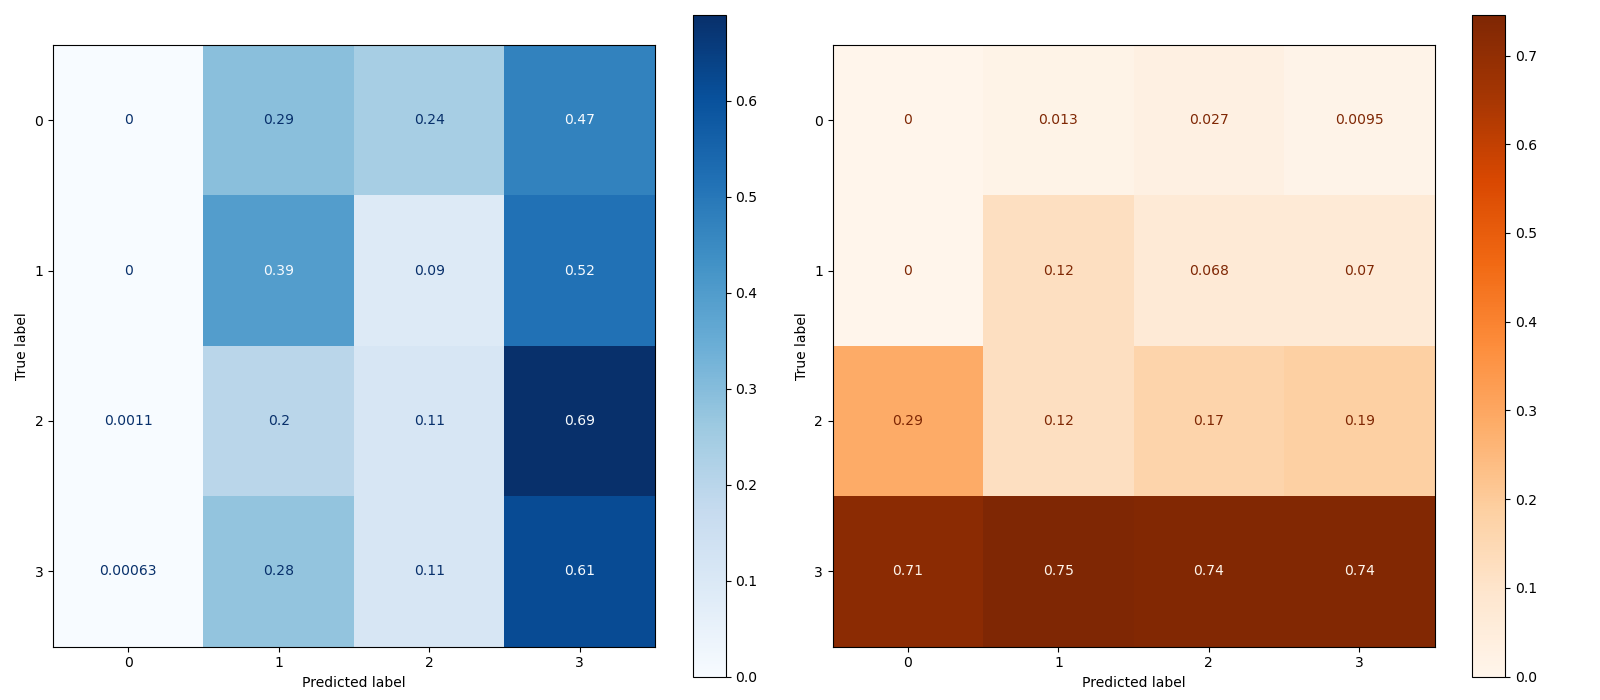 0 0 0.29 0.24 0.47
1 0 0.39 0.09 0.52
2 0.0011 0.2 0.11 0.69
3 0.00063 0.28 0.11 0.61
0 1 2 3
True label
Predicted label
0.6
0.5
0.4
0.3
0.2
0.1
0.0
0 0 0.013 0.027 0.0095
1 0 0.12 0.068 0.07
2 0.29 0.12 0.17 0.19
3 0.71 0.75 0.74 0.74
0 1 2 3
True label
Predicted label
0.7
0.6
0.5
0.4
0.3
0.2
0.1
0.0